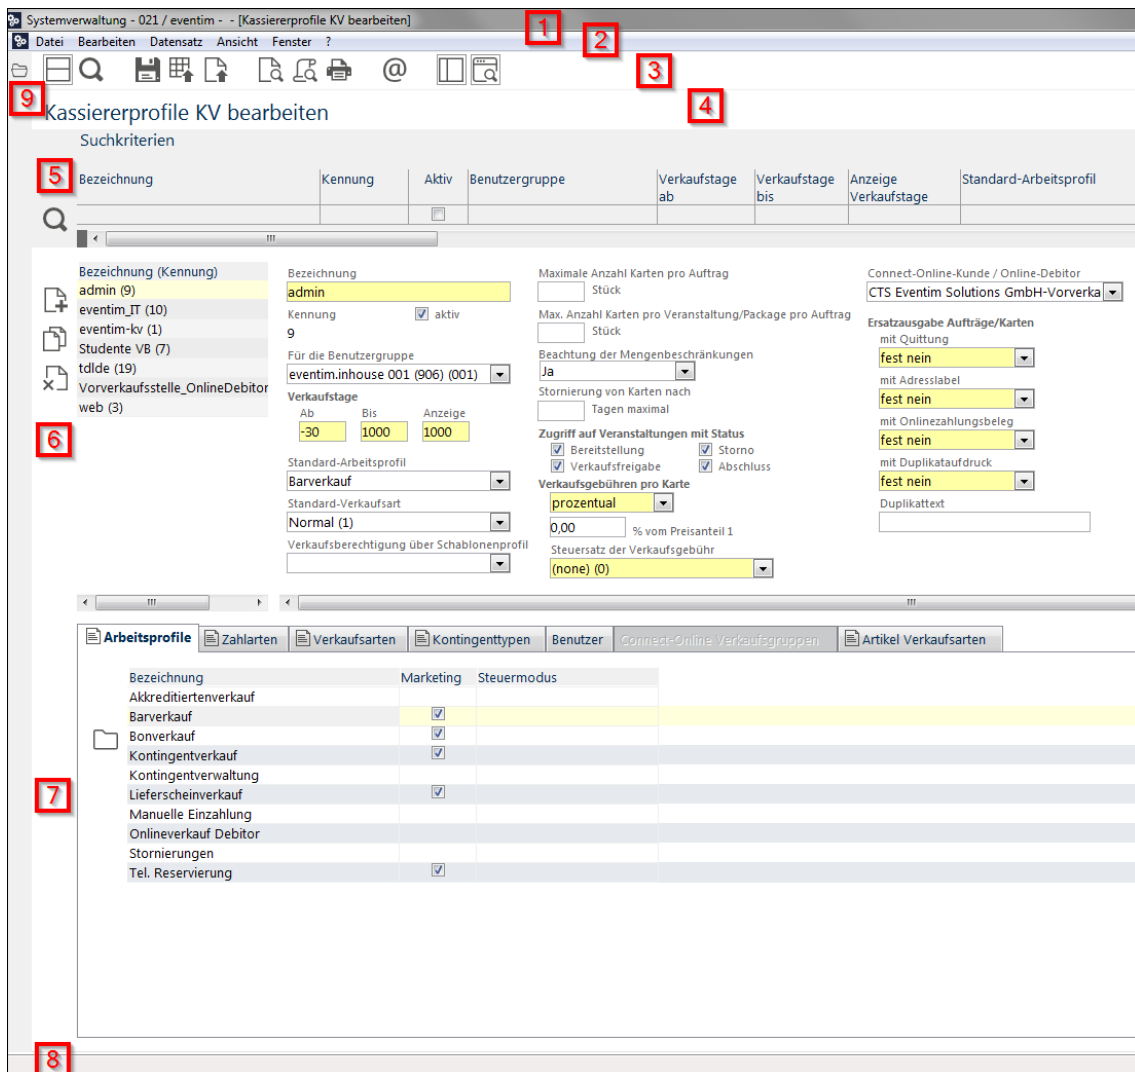 Systemverwaltung - 021 / eventim - - [Kassiererprofile KV bearbeiten]
1
Datei Bearbeiten Datensatz Ansicht Fenster ?
2
@
3
9
4
Kassiererprofile KV bearbeiten
Suchkriterien
5
Bezeichnung Kennung Aktiv Benutzergruppe Verkaufstage ab Verkaufstage bis Anzeige Verkaufstage Standard-Arbeitsprofil
Bezeichnung (Kennung)
admin (9)
eventim_IT (10)
eventim-kv (1)
Studente VB (7)
tdlde (19)
Vorverkaufsstelle_OnlineDebitor
web (3)
6
Bezeichnung
admin
Kennung
aktiv
9
Für die Benutzergruppe
eventim.inhouse 001 (906) (001)
Verkaufstage
Ab Bis Anzeige
-30 1000 1000
Standard-Arbeitsprofil
Barverkauf
Standard-Verkaufsart
Normal (1)
Verkaufsberechtigung über Schablonenprofil
Maximale Anzahl Karten pro Auftrag
Stück
Max. Anzahl Karten pro Veranstaltung/Package pro Auftrag
Stück
Beachtung der Mengenbeschränkungen
Ja
Stornierung von Karten nach
Tagen maximal
Zugriff auf Veranstaltungen mit Status
Bereitstellung Storno
Verkaufsfreigabe Abschluss
Verkaufsgebühren pro Karte
prozentual
0,00 % vom Preisanteil 1
Steuersatz der Verkaufsgebühr
(none) (0)
Connect-Online-Kunde / Online-Debitor
CTS Eventim Solutions GmbH-Vorverka
Ersatzausgabe Aufträge/Karten
mit Quittung
fest nein
mit Adresslabel
fest nein
mit Onlinezahlungsbeleg
fest nein
mit Duplikataufdruck
fest nein
Duplikattext
Arbeitsprofile Zahlarten Verkaufsarten Kontingenttypen Benutzer Connect-Online Verkaufsgruppen Artikel Verkaufsarten
Bezeichnung Marketing Steuermodus
Akkreditiertenverkauf
Barverkauf
Bonverkauf
Kontingentverkauf
Kontingentverwaltung
7
Lieferscheinverkauf
Manuelle Einzahlung
Onlineverkauf Debitor
Stornierungen
Tel. Reservierung
8